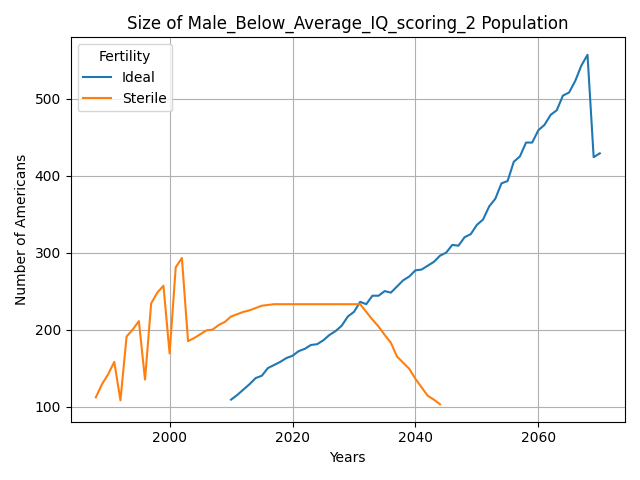 Size of Male_Below_Average_IQ_scoring_2 Population
Fertility
Ideal
Sterile
Number of Americans
500
400
300
200
100
2000
2020
2040
2060
Years